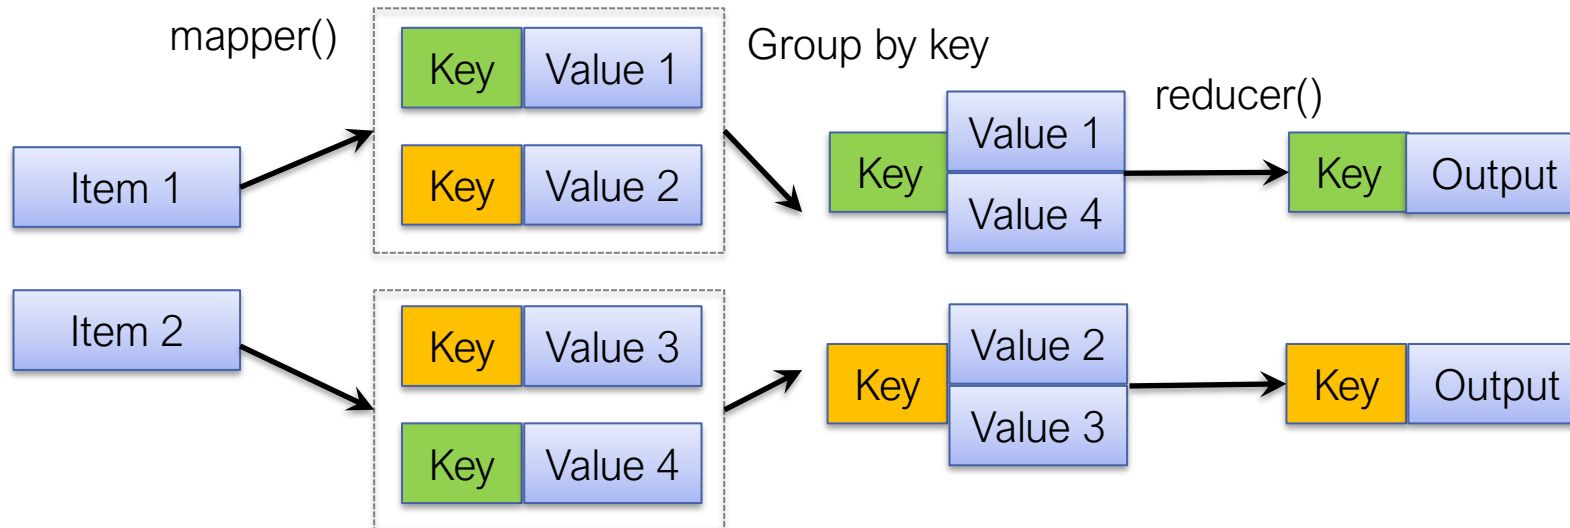 mapper()
Group by key
reducer()
Item 1
Key Value 1
Key Value 2
Key
Value 1
Value 4
Key Output
Item 2
Key Value 3
Key Value 4
Key
Value 2
Value 3
Key Output